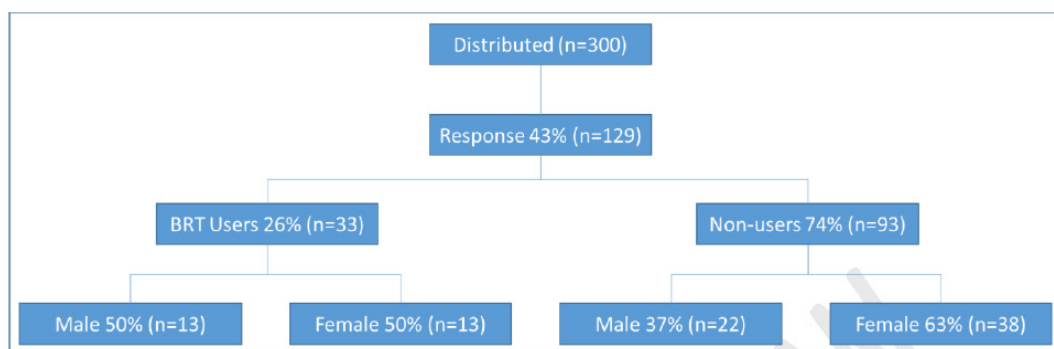 Distributed (n=300)
Response 43% (n=129)
BRT Users 26% (n=33)
Non-users 74% (n=93)
Male 50% (n=13)
Female 50% (n=13)
Male 37% (n=22)
Female 63% (n=38)